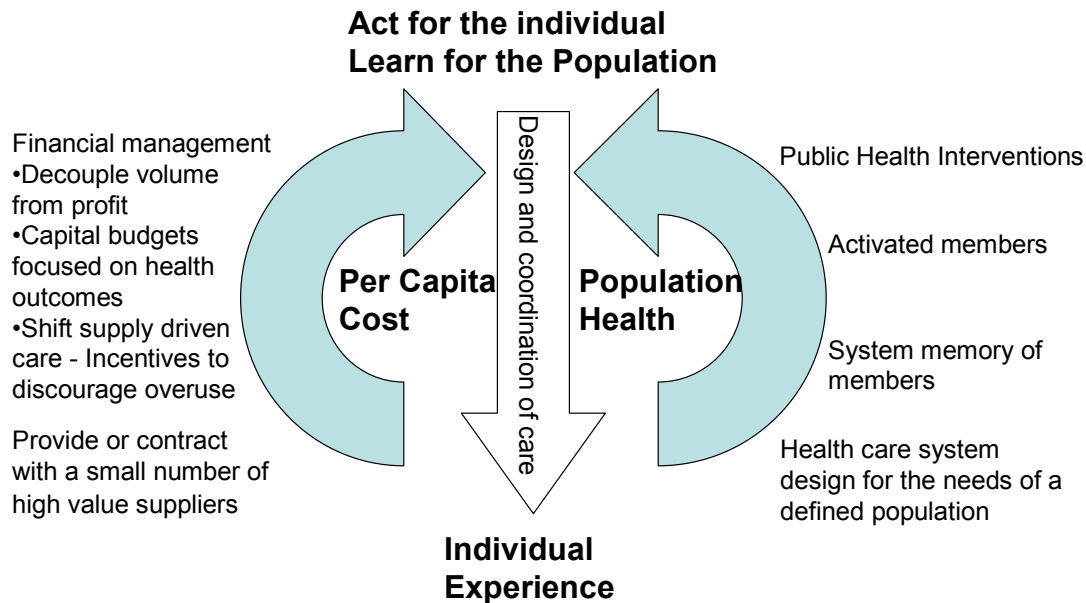 Act for the individual
Learn for the Population
Financial management
•Decouple volume
from profit
•Capital budgets
focused on health
outcomes
•Shift supply driven
care - Incentives to
discourage overuse
Provide or contract
with a small number of
high value suppliers
Per Capita
Cost
Design and coordination of care
Population
Health
Public Health Interventions
Activated members
System memory of
members
Health care system
design for the needs of a
defined population
Individual
Experience